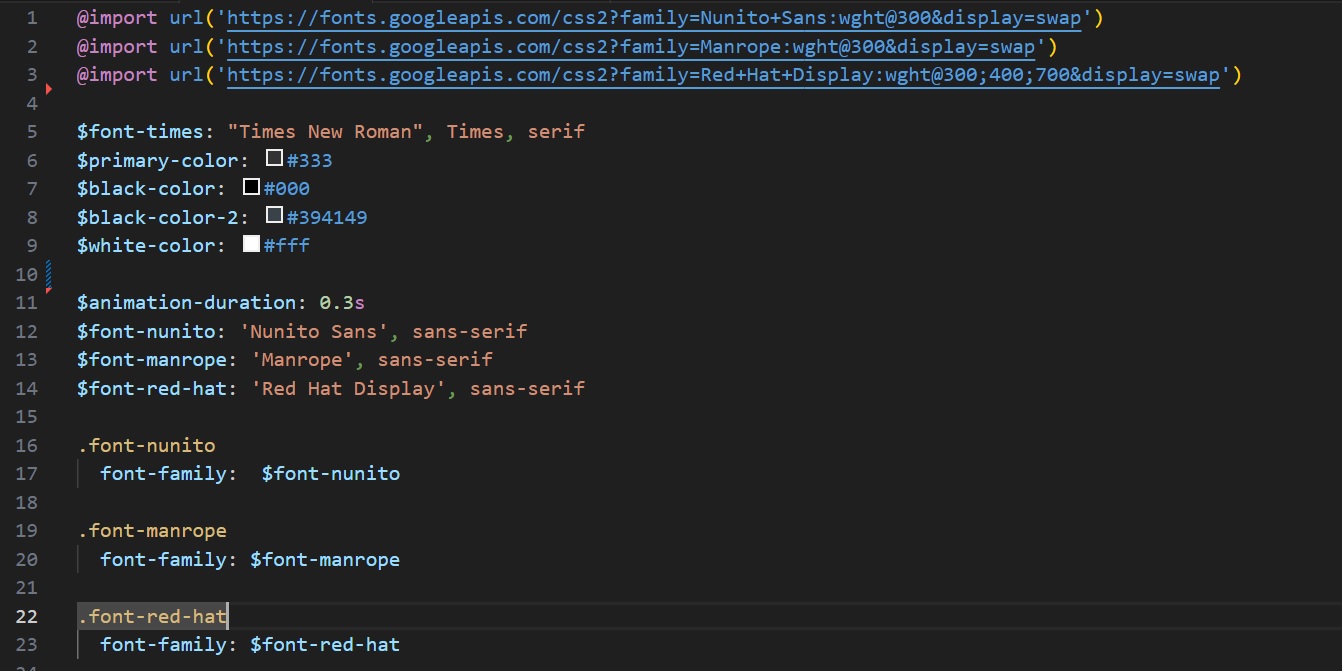 1 @import url('https://fonts.googleapis.com/css2?family=Nunito+Sans:wght@300&display=swap')
2 @import url('https://fonts.googleapis.com/css2?family=Manrope:wght@300&display=swap')
3 @import url('https://fonts.googleapis.com/css2?family=Red+Hat+Display:wght@300;400;700&display=swap')
4
5 $font-times: "Times New Roman", Times, serif
6 $primary-color: #333
7 $black-color: #000
8 $black-color-2: #394149
9 $white-color: #fff
10
11 $animation-duration: 0.3s
12 $font-nunito: 'Nunito Sans', sans-serif
13 $font-manrope: 'Manrope', sans-serif
14 $font-red-hat: 'Red Hat Display', sans-serif
15
16 .font-nunito
17 font-family:  $font-nunito
18
19 .font-manrope
20 font-family: $font-manrope
21
22 .font-red-hat
23 font-family: $font-red-hat